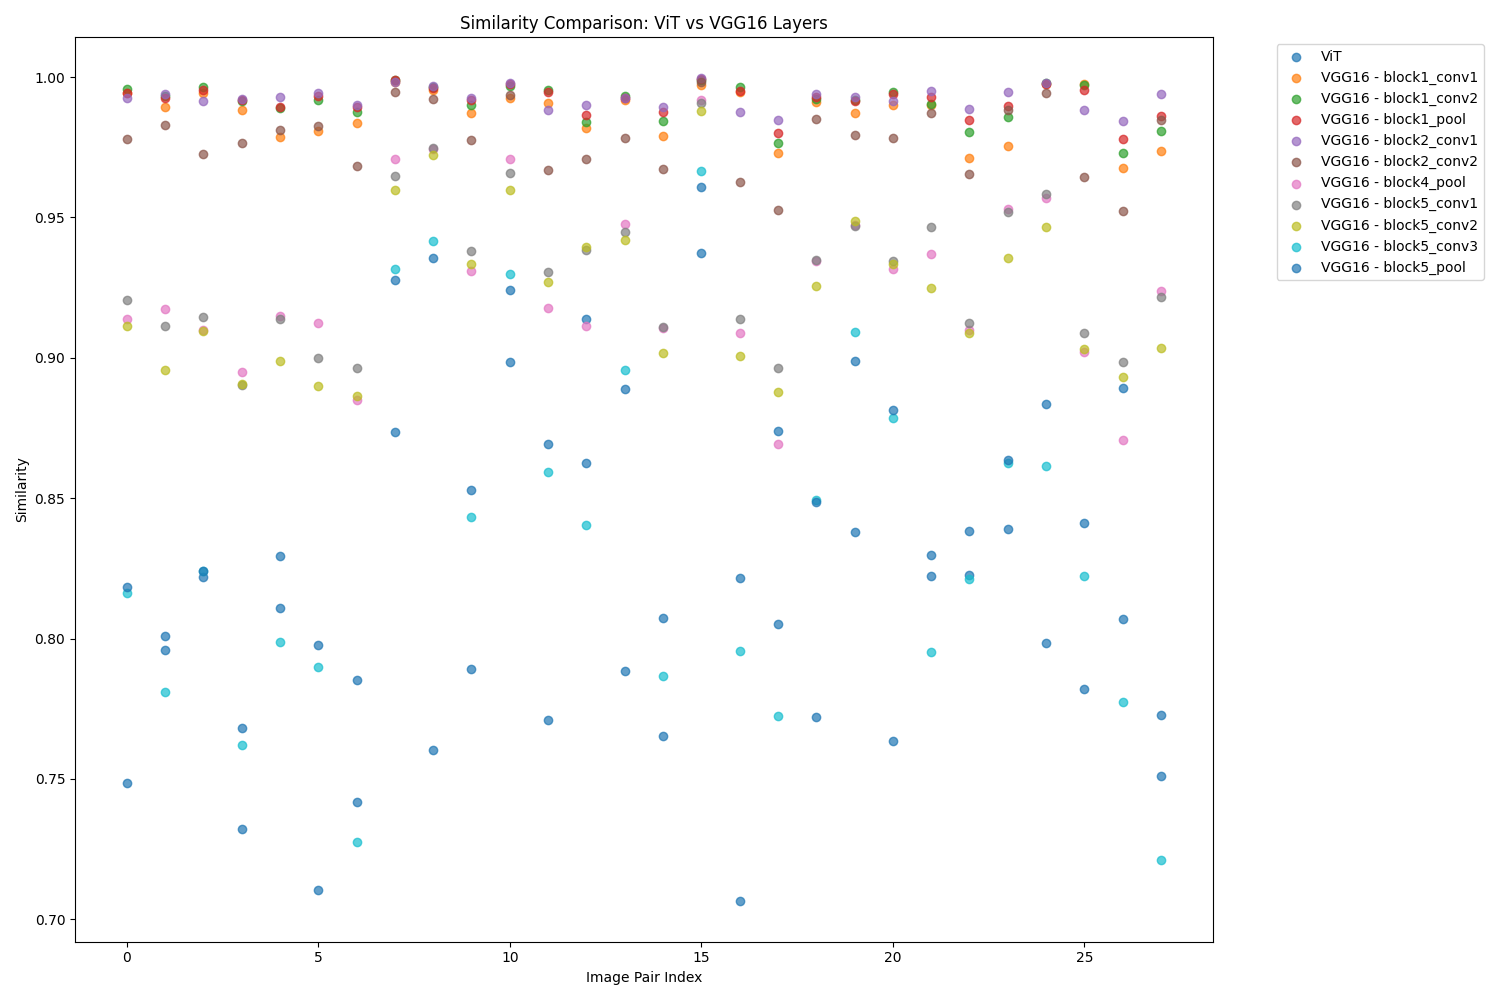 Similarity Comparison: ViT vs VGG16 Layers
1.00
0.95
0.90
0.85
0.80
0.75
0.70
Similarity
0 5 10 15 20 25
Image Pair Index
ViT
VGG16 - block1_conv1
VGG16 - block1_conv2
VGG16 - block1_pool
VGG16 - block2_conv1
VGG16 - block2_conv2
VGG16 - block4_pool
VGG16 - block5_conv1
VGG16 - block5_conv2
VGG16 - block5_conv3
VGG16 - block5_pool